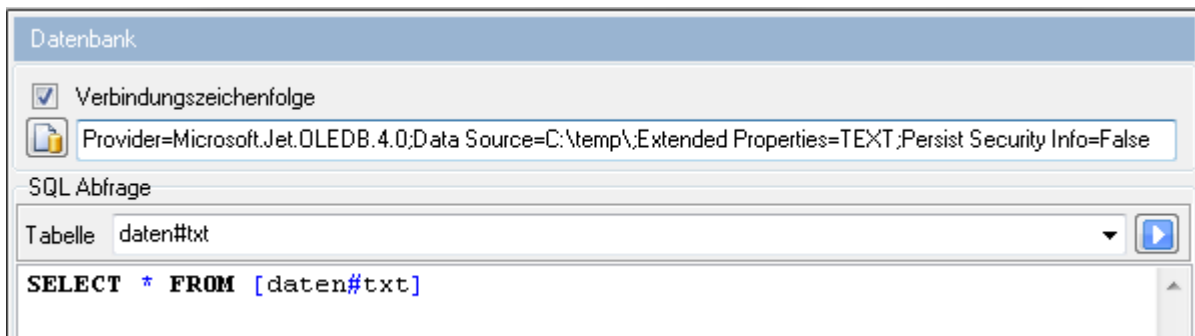 Datenbank
Verbindungszeichenfolge
Provider=Microsoft.Jet.OLEDB.4.0;Data Source=C:\temp\;Extended Properties=TEXT;Persist Security Info=False
SQL Abfrage
Tabelle daten#txt
SELECT * FROM [daten#txt]